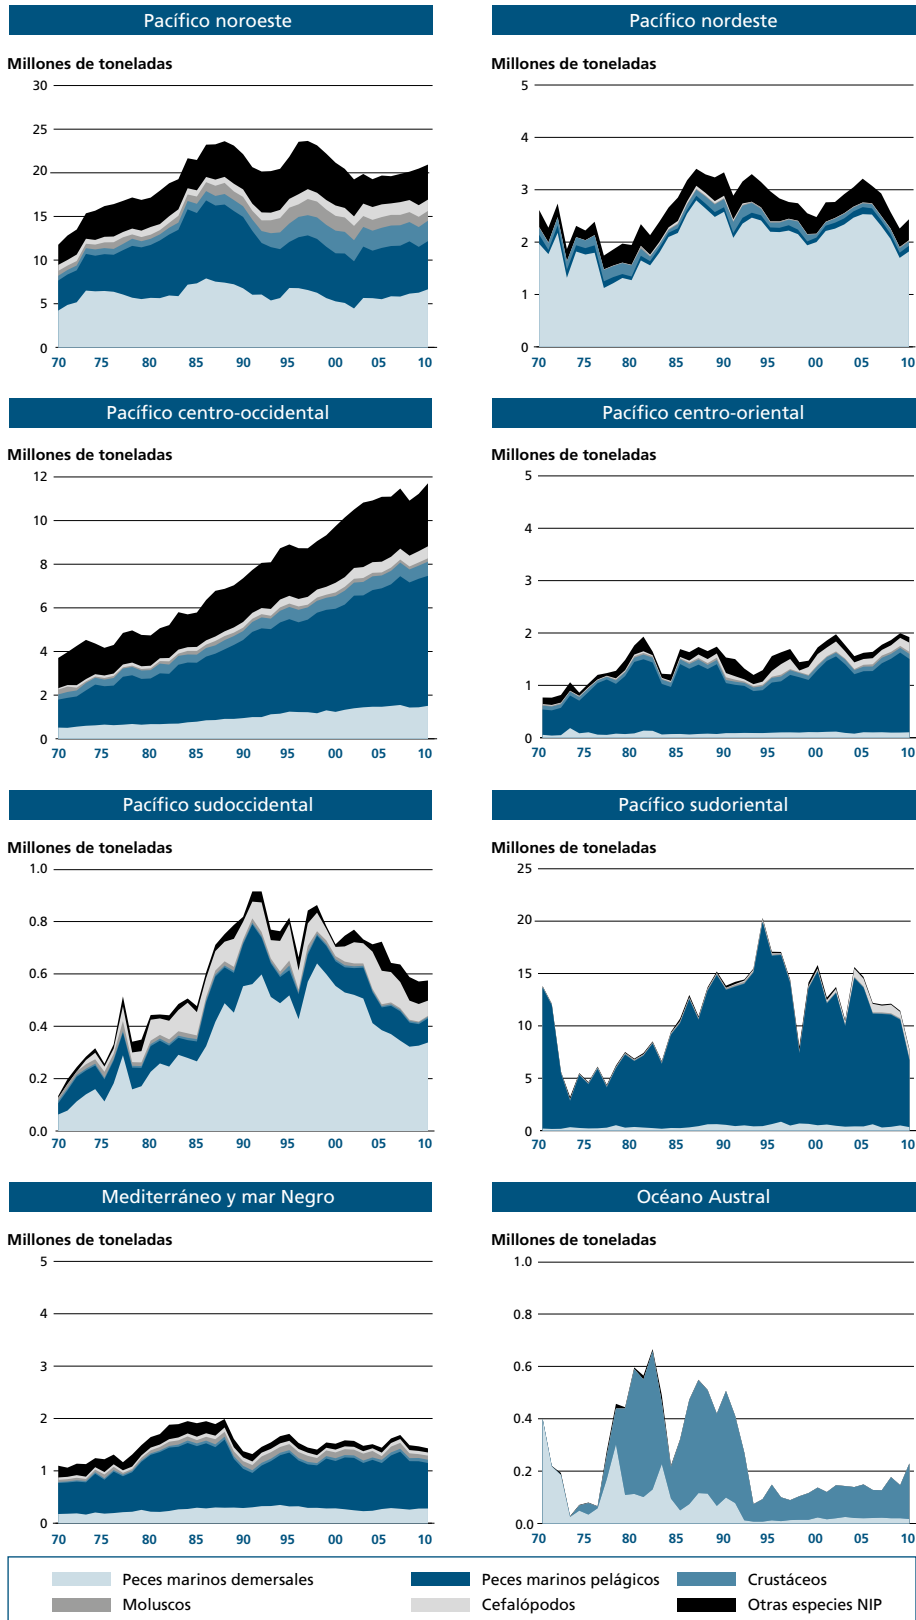 Pacífico noroeste
Millones de toneladas
30
25
20
15
10
5
0
70 75 80 85 90 95 00 05 10
Pacífico nordeste
Millones de toneladas
5
4
3
2
1
0
70 75 80 85 90 95 00 05 10
Pacífico centro-occidental
Millones de toneladas
12
10
8
6
4
2
0
70 75 80 85 90 95 00 05 10
Pacífico centro-oriental
Millones de toneladas
5
4
3
2
1
0
70 75 80 85 90 95 00 05 10
Pacífico sudoccidental
Millones de toneladas
1.0
0.8
0.6
0.4
0.2
0.0
70 75 80 85 90 95 00 05 10
Pacífico sudoriental
Millones de toneladas
25
20
15
10
5
0
70 75 80 85 90 95 00 05 10
Mediterráneo y mar Negro
Millones de toneladas
5
4
3
2
1
0
70 75 80 85 90 95 00 05 10
Océano Austral
Millones de toneladas
1.0
0.8
0.6
0.4
0.2
0.0
70 75 80 85 90 95 00 05 10
Peces marinos demersales Peces marinos pelágicos Crustáceos
Moluscos Cefalópodos Otras especies NIP